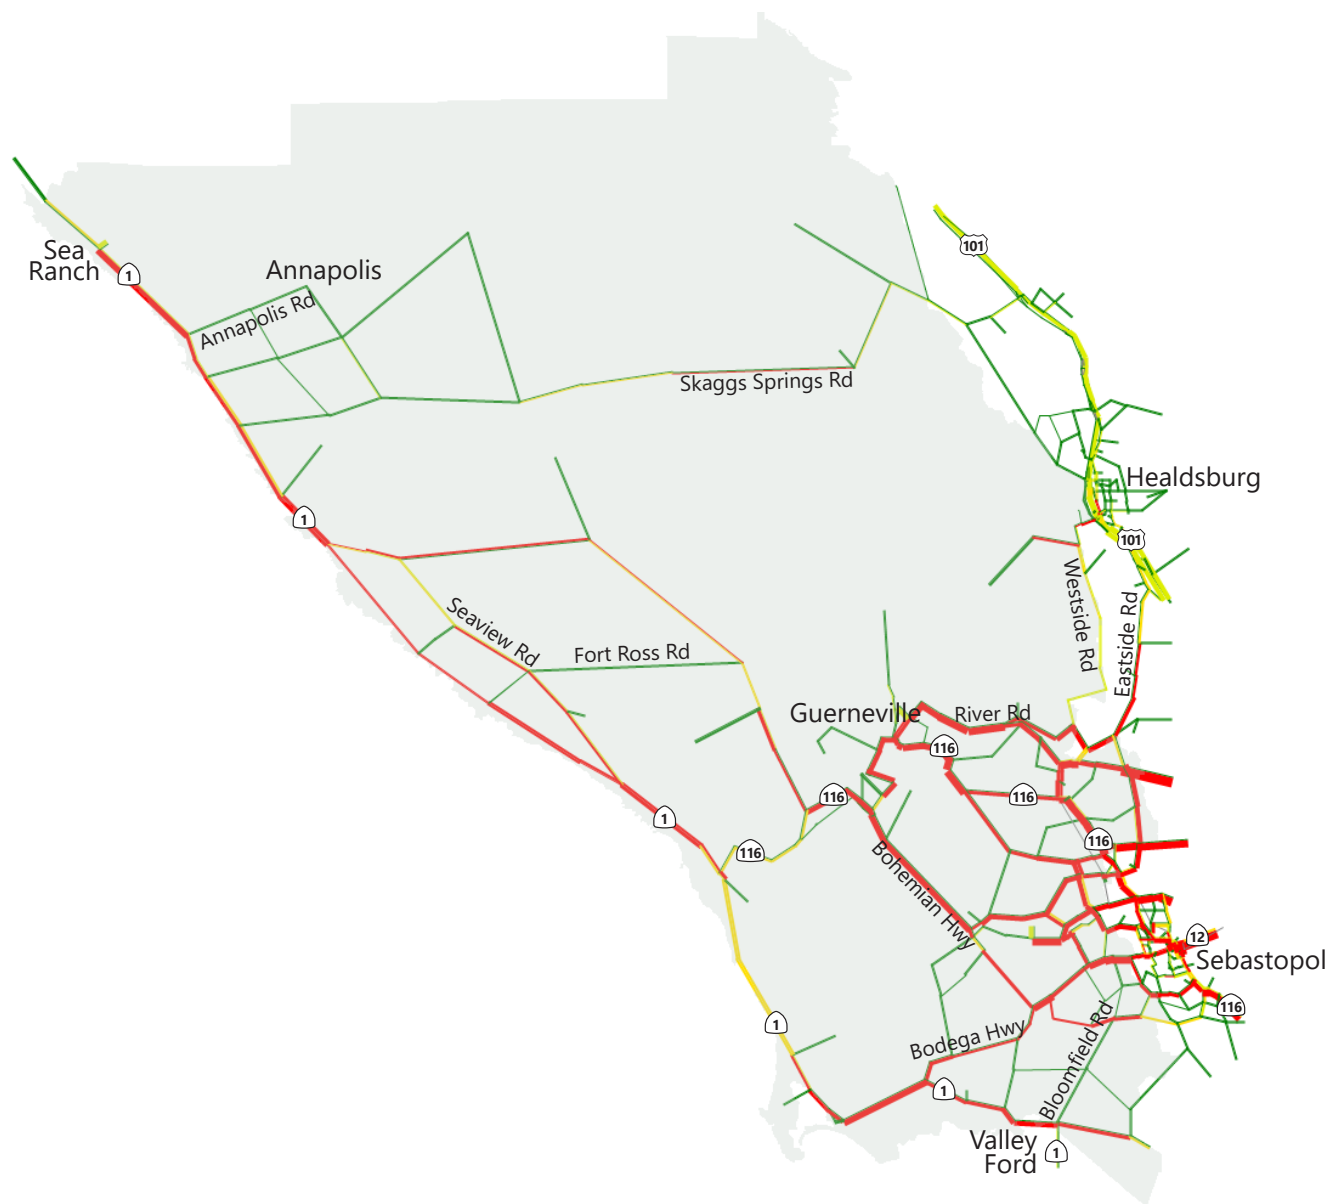 101
Sea
Ranch
1
Annapolis
Annapolis Rd
Skaggs Springs Rd
Healdsburg
1
101
Westside Rd
Eastside Rd
Seaview Rd
Fort Ross Rd
Guerneville
River Rd
116
116
116
1
116
116
Bohemian Hwy
12
Sebastopol
116
1
Bodega Hwy
Bloomfield Rd
1
Valley
Ford
1